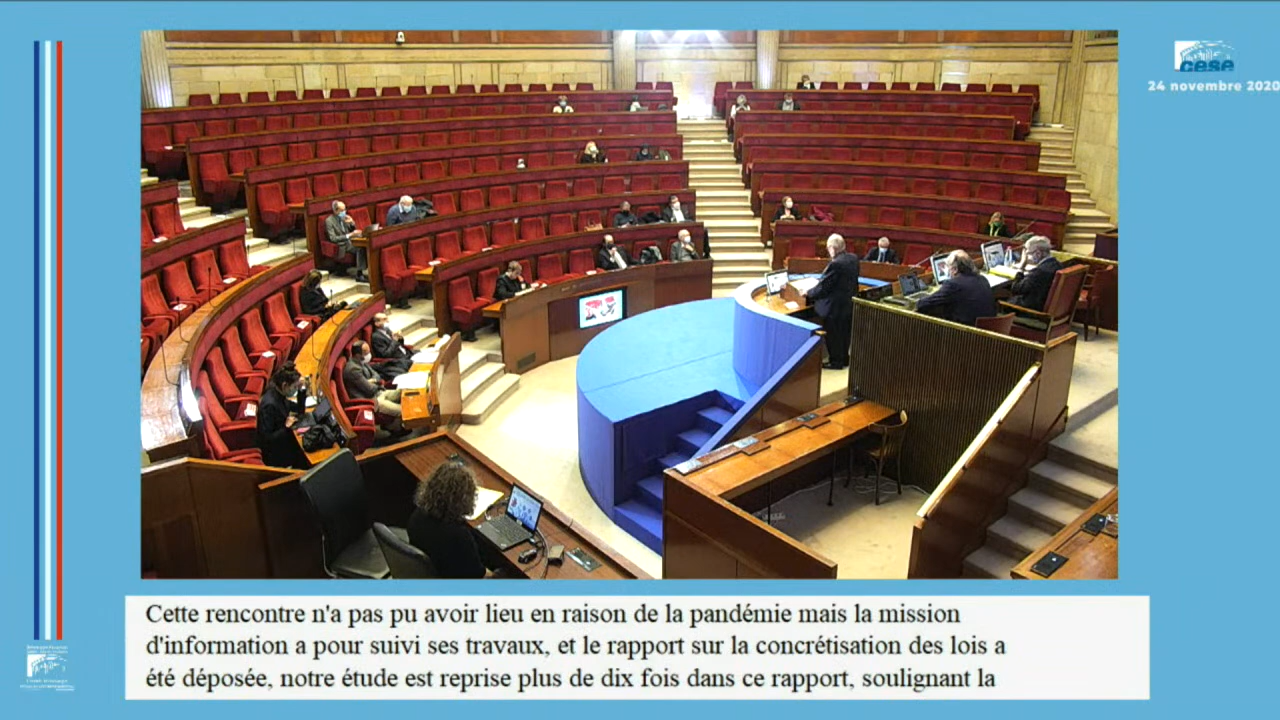 cese
24 novembre 2020
Cette rencontre n'a pas pu avoir lieu en raison de la pandémie mais la mission
d'information a pour suivi ses travaux, et le rapport sur la concrétisation des lois a
été déposée, notre étude est reprise plus de dix fois dans ce rapport, soulignant la